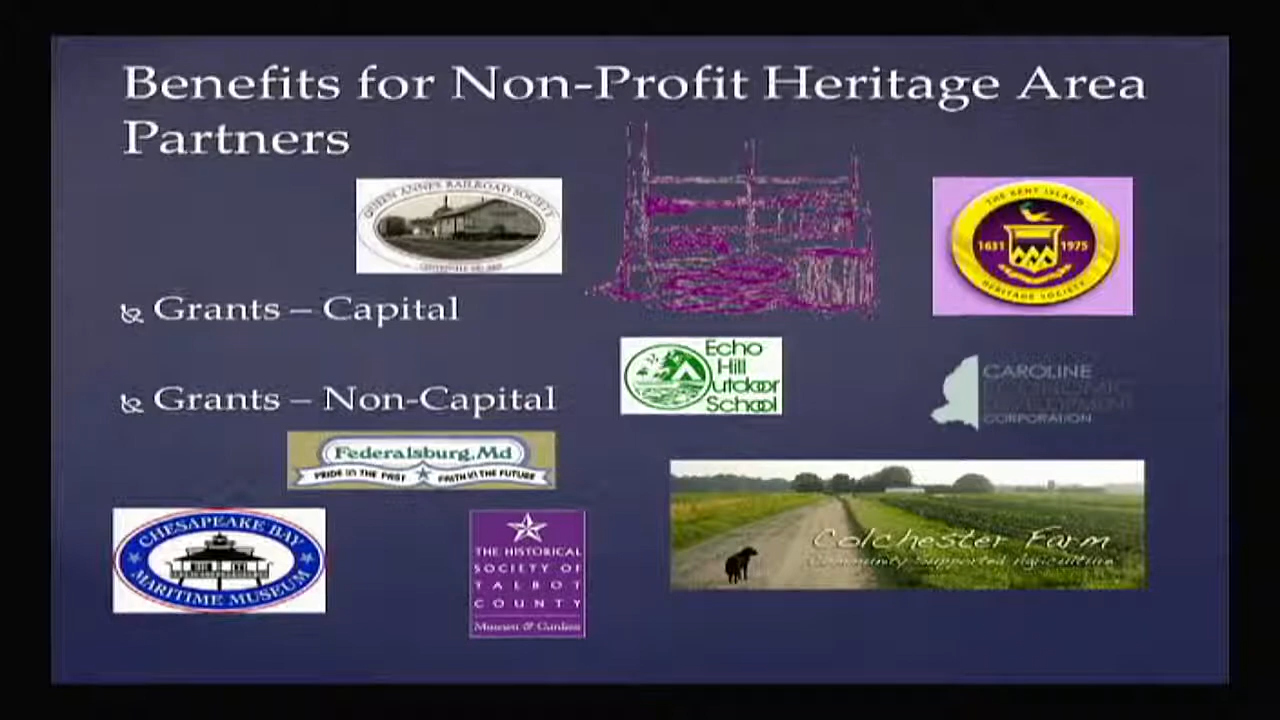 Benefits for Non-Profit Heritage Area
Partners
QUEEN ANNE'S RAILROAD SOCIETY
THE KENT ISLAND
1631 1975
HERITAGE SOCIETY
Grants – Capital
Echo
Hill
Outdoor
School
CAROLINE
CORPORATION
Grants – Non-Capital
Federalsburg, Md
PRIDE IN THE PAST PATH TO THE FUTURE
Colchester Farm
Community Supported Agriculture
CHESAPEAKE BAY
MARITIME MUSEUM
THE HISTORICAL
SOCIETY OF
TALBOT
COUNTY
Museum & Gardens